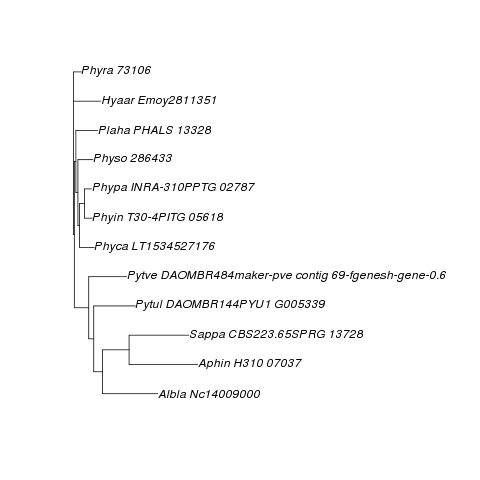 Phyra 73106
Hyaar Emoy2811351
Plaha PHALS 13328
Physo 286433
Phypa INRA-310PPTG 02787
Phyin T30-4PITG 05618
Phyca LT1534527176
Pytve DAOMBR484maker-pve contig 69-fgenesh-gene-0.6
Pytul DAOMBR144PYU1 G005339
Sappa CBS223.65SPRG 13728
Aphin H310 07037
Albla Nc14009000